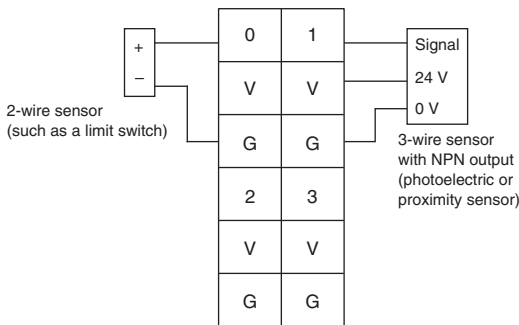 +
–
2-wire sensor
(such as a limit switch)
0 1
V V
G G
2 3
V V
G G
Signal
24 V
0 V
3-wire sensor
with NPN output
(photoelectric or
proximity sensor)